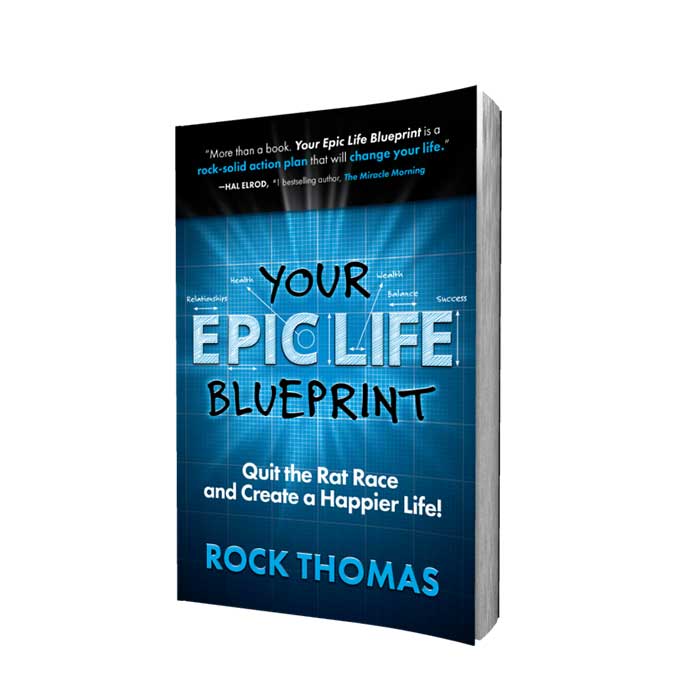 "More than a book. Your Epic Life Blueprint is a
rock-solid action plan that will change your life."
—HAL ELROD, #1 bestselling author, The Miracle Morning
YOUR
Health
Wealth
Relationships
Balance
Success
EPIC LIFE
BLUEPRINT
Quit the Rat Race
and Create a Happier Life!
ROCK THOMAS